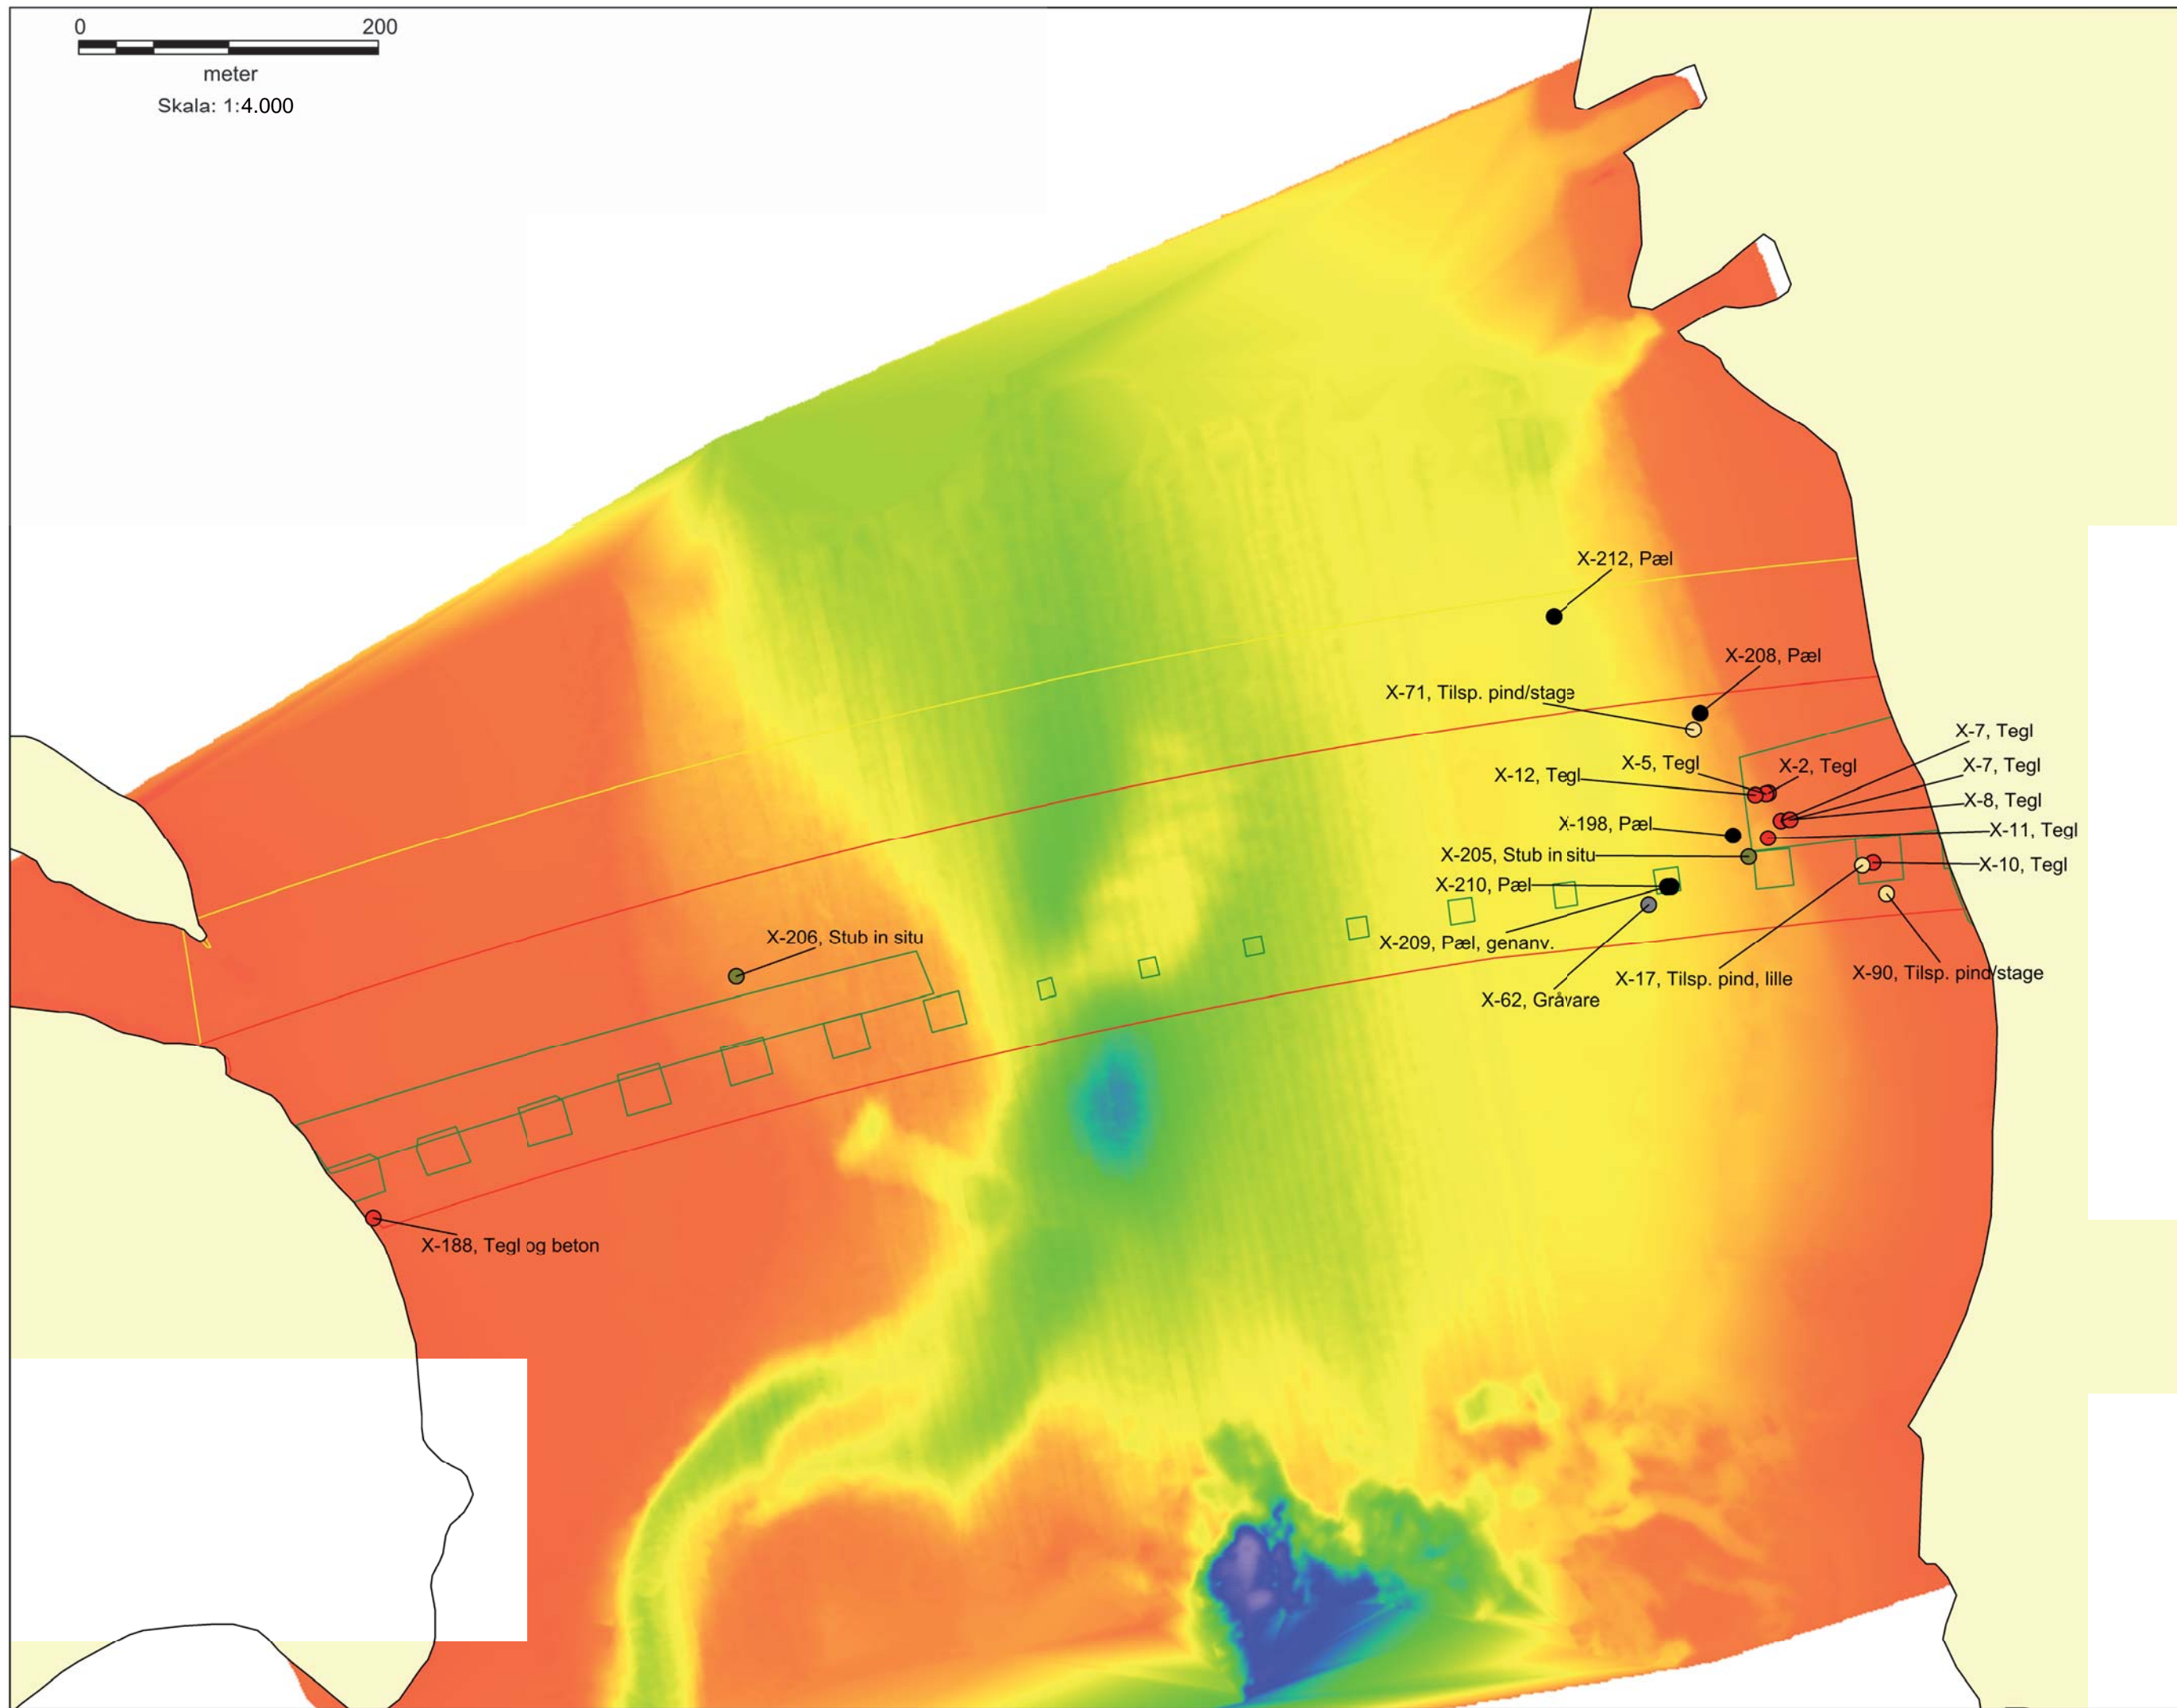 0 200
meter
Skala: 1:4.000
X-212, Pæl
X-208, Pæl
X-71, Tilsp. pind/stage
X-7, Tegl
X-5, Tegl
X-2, Tegl
X-7, Tegl
X-12, Tegl
X-8, Tegl
X-198, Pæl
X-11, Tegl
X-205, Stub in situ
X-10, Tegl
X-210, Pæl
X-206, Stub in situ
X-209, Pæl, genanv.
X-17, Tilsp. pind, lille
X-90, Tilsp. pind/stage
X-62, Gråvare
X-188, Tegl og beton